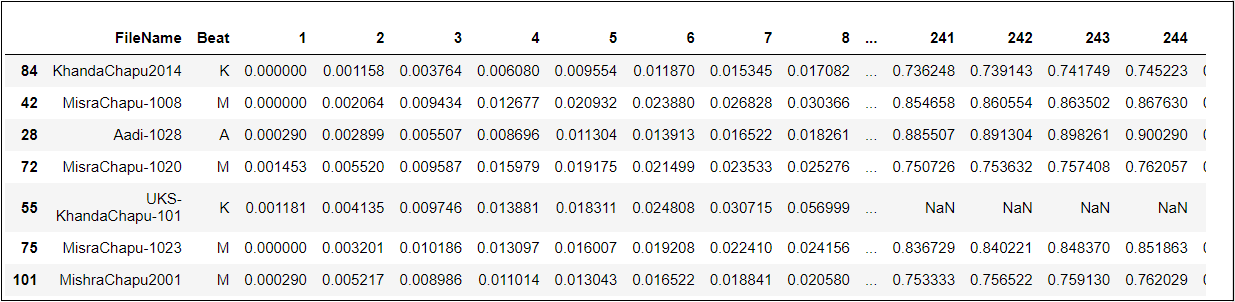 FileName Beat 1 2 3 4 5 6 7 8 ... 241 242 243 244
84 KhandaChapu2014 K 0.000000 0.001158 0.003764 0.006080 0.009554 0.011870 0.015345 0.017082 ... 0.736248 0.739143 0.741749 0.745223
42 MisraChapu-1008 M 0.000000 0.002064 0.009434 0.012677 0.020932 0.023880 0.026828 0.030366 ... 0.854658 0.860554 0.863502 0.867630
28 Aadi-1028 A 0.000290 0.002899 0.005507 0.008696 0.011304 0.013913 0.016522 0.018261 ... 0.885507 0.891304 0.898261 0.900290
72 MisraChapu-1020 M 0.001453 0.005520 0.009587 0.015979 0.019175 0.021499 0.023533 0.025276 ... 0.750726 0.753632 0.757408 0.762057
55 UKS-
KhandaChapu-101 K 0.001181 0.004135 0.009746 0.013881 0.018311 0.024808 0.030715 0.056999 ... NaN NaN NaN NaN
75 MisraChapu-1023 M 0.000000 0.003201 0.010186 0.013097 0.016007 0.019208 0.022410 0.024156 ... 0.836729 0.840221 0.848370 0.851863
101 MishraChapu2001 M 0.000290 0.005217 0.008986 0.011014 0.013043 0.016522 0.018841 0.020580 ... 0.753333 0.756522 0.759130 0.762029